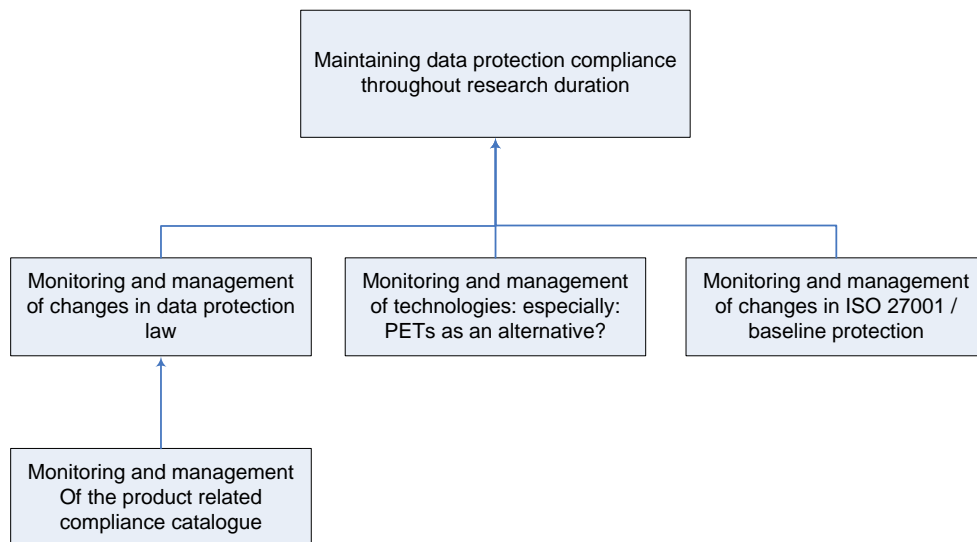 Maintaining data protection compliance
throughout research duration
Monitoring and management
of changes in data protection
law
Monitoring and management
of technologies: especially:
PETs as an alternative?
Monitoring and management
of changes in ISO 27001 /
baseline protection
Monitoring and management
Of the product related
compliance catalogue